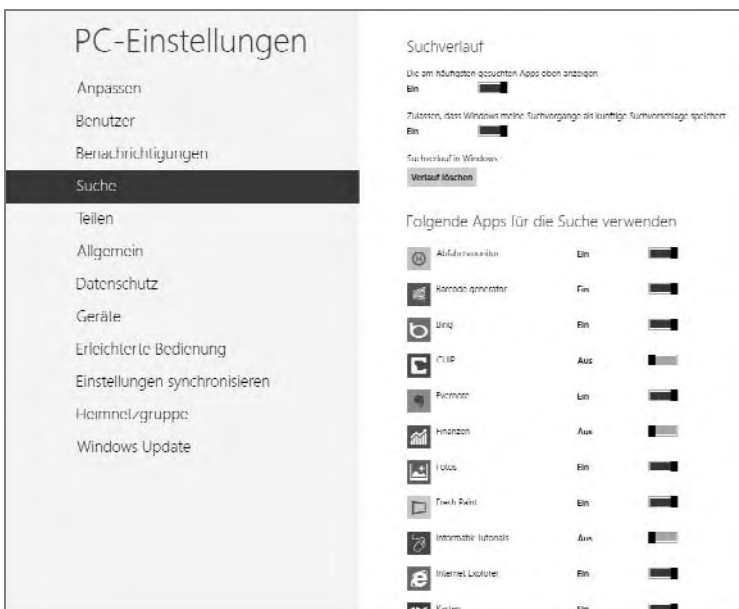 PC-Einstellungen
Anpassen
Benutzer
Benachrichtigungen
Suche
Teilen
Allgemein
Datenschutz
Geräte
Erleichterte Bedienung
Einstellungen synchronisieren
Heimnetzgruppe
Windows Update
Suchverlauf
Die am häufigsten gesuchten Apps oben anzeigen
Ein
Zulassen, dass Windows meine Suchvorgänge als künftige Suchvorschläge speichert
Ein
Suchverlauf in Windows
Verlauf löschen
Folgende Apps für die Suche verwenden
Abfahrtsmonitor Ein
Barcode generator Ein
Bing Ein
CHIP Aus
Evernote Ein
Finanzen Aus
Fotos Ein
Fresh Paint Ein
Informatik Tutorials Aus
Internet Explorer Ein
Karten Ein